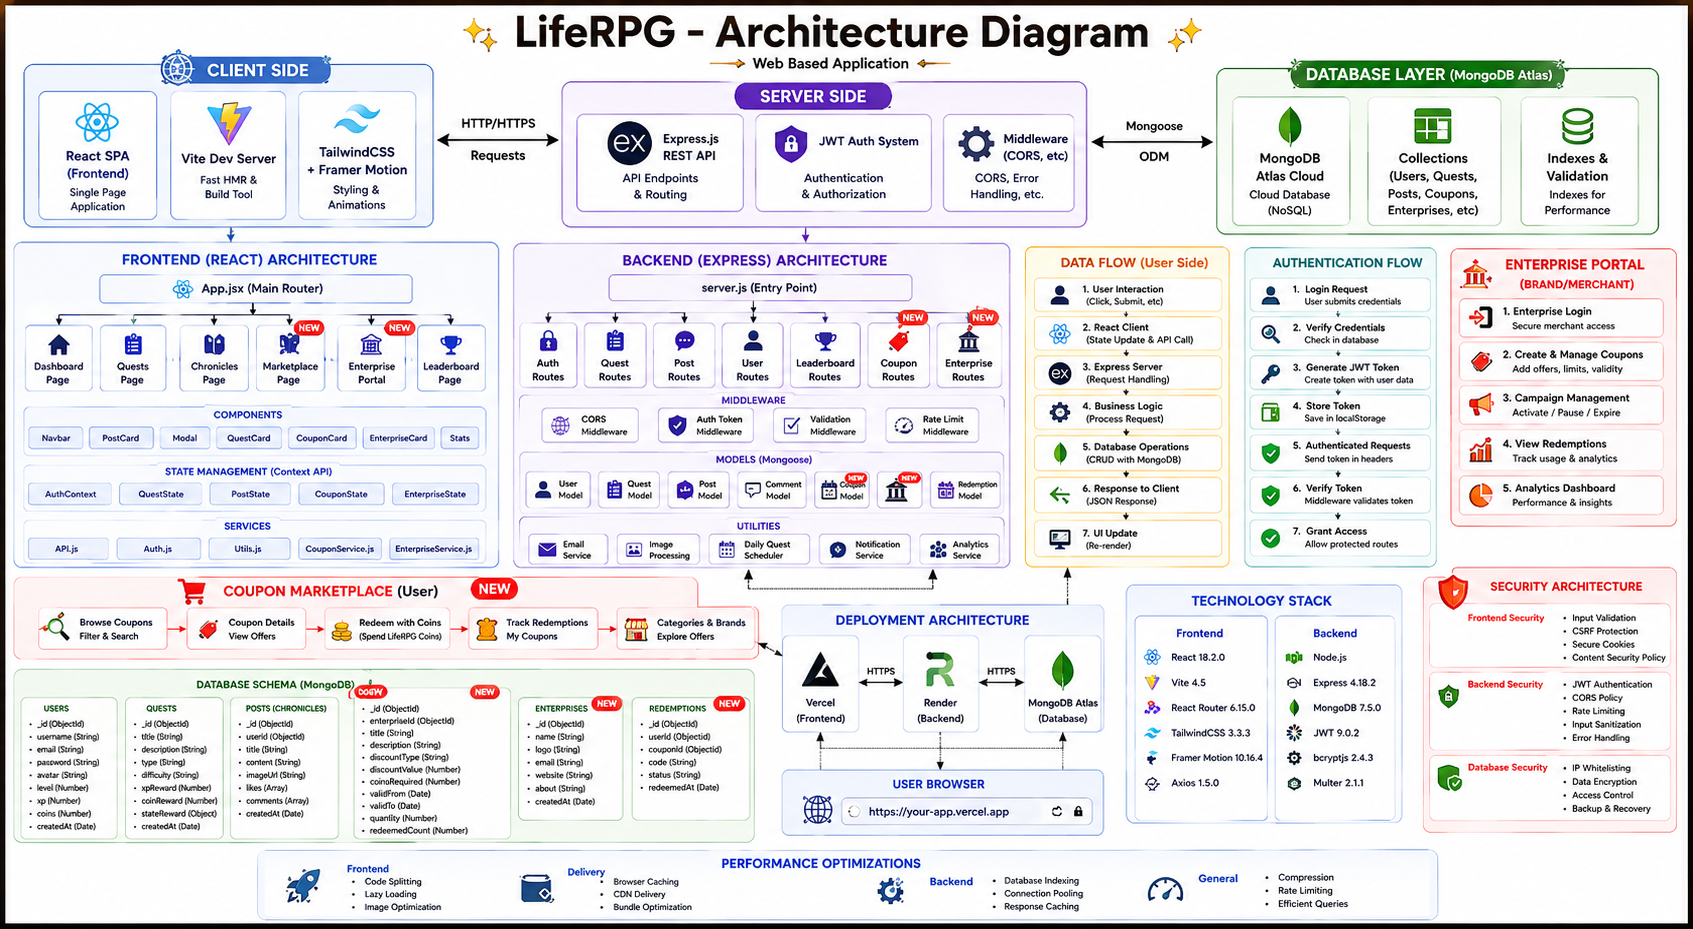 LifeRPG - Architecture Diagram
Web Based Application
CLIENT SIDE
React SPA
(Frontend)
Single Page
Application
Vite Dev Server
Fast HMR &
Build Tool
TailwindCSS
+ Framer Motion
Styling &
Animations
HTTP/HTTPS
Requests
SERVER SIDE
ex
Express.js
REST API
API Endpoints
& Routing
JWT Auth System
Authentication
& Authorization
Middleware
(CORS, etc)
CORS, Error
Handling, etc.
Mongoose
ODM
DATABASE LAYER (MongoDB Atlas)
MongoDB
Atlas Cloud
Cloud Database
(NoSQL)
Collections
(Users, Quests,
Posts, Coupons,
Enterprises, etc)
Indexes &
Validation
Indexes for
Performance
FRONTEND (REACT) ARCHITECTURE
App.jsx (Main Router)
Dashboard
Page
Quests
Page
Chronicles
Page
NEW
Marketplace
Page
NEW
Enterprise
Portal
Leaderboard
Page
COMPONENTS
Navbar
PostCard
Modal
QuestCard
CouponCard
EnterpriseCard
Stats
STATE MANAGEMENT (Context API)
AuthContext
QuestState
PostState
CouponState
EnterpriseState
SERVICES
API.js
Auth.js
Utils.js
CouponService.js
EnterpriseService.js
BACKEND (EXPRESS) ARCHITECTURE
server.js (Entry Point)
Auth
Routes
Quest
Routes
Post
Routes
User
Routes
Leaderboard
Routes
NEW
Coupon
Routes
NEW
Enterprise
Routes
MIDDLEWARE
CORS
Middleware
Auth Token
Middleware
Validation
Middleware
Rate Limit
Middleware
MODELS (Mongoose)
User
Model
Quest
Model
Post
Model
Comment
Model
NEW
Model
NEW
Redemption
Model
UTILITIES
Email
Service
Image
Processing
Daily Quest
Scheduler
Notification
Service
Analytics
Service
DATA FLOW (User Side)
1. User Interaction
(Click, Submit, etc)
2. React Client
(State Update & API Call)
ex
3. Express Server
(Request Handling)
4. Business Logic
(Process Request)
5. Database Operations
(CRUD with MongoDB)
6. Response to Client
(JSON Response)
7. UI Update
(Re-render)
AUTHENTICATION FLOW
1. Login Request
User submits credentials
2. Verify Credentials
Check in database
3. Generate JWT Token
Create token with user data
4. Store Token
Save in localStorage
5. Authenticated Requests
Send token in headers
6. Verify Token
Middleware validates token
7. Grant Access
Allow protected routes
ENTERPRISE PORTAL
(BRAND/MERCHANT)
1. Enterprise Login
Secure merchant access
2. Create & Manage Coupons
Add offers, limits, validity
3. Campaign Management
Activate / Pause / Expire
4. View Redemptions
Track usage & analytics
5. Analytics Dashboard
Performance & insights
COUPON MARKETPLACE (User)
NEW
Browse Coupons
Filter & Search
Coupon Details
View Offers
Redeem with Coins
(Spend LifeRPG Coins)
Track Redemptions
My Coupons
Categories & Brands
Explore Offers
DATABASE SCHEMA (MongoDB)
USERS
• _id (ObjectId)
• username (String)
• email (String)
• password (String)
• avatar (String)
• level (Number)
• xp (Number)
• coins (Number)
• createdAt (Date)
QUESTS
• _id (ObjectId)
• title (String)
• description (String)
• type (String)
• difficulty (String)
• xpReward (Number)
• coinReward (Number)
• stateReward (Object)
• createdAt (Date)
POSTS (CHRONICLES)
• _id (ObjectId)
• userId (ObjectId)
• title (String)
• content (String)
• imageUrl (String)
• likes (Array)
• comments (Array)
• createdAt (Date)
NEW
• _id (ObjectId)
• enterpriseId (ObjectId)
• title (String)
• description (String)
• discountType (String)
• discountValue (Number)
• coinsRequired (Number)
• validFrom (Date)
• validTo (Date)
• quantity (Number)
• redeemedCount (Number)
ENTERPRISES
NEW
• _id (ObjectId)
• name (String)
• logo (String)
• email (String)
• website (String)
• about (String)
• createdAt (Date)
REDEMPTIONS
NEW
• _id (ObjectId)
• userId (ObjectId)
• couponId (ObjectId)
• code (String)
• status (String)
• redeemedAt (Date)
DEPLOYMENT ARCHITECTURE
Vercel
(Frontend)
HTTPS
Render
(Backend)
HTTPS
MongoDB Atlas
(Database)
USER BROWSER
https://your-app.vercel.app
TECHNOLOGY STACK
Frontend
React 18.2.0
Vite 4.5
React Router 6.15.0
TailwindCSS 3.3.3
Framer Motion 10.16.4
Axios 1.5.0
Backend
Node.js
Express 4.18.2
MongoDB 7.5.0
JWT 9.0.2
bcryptjs 2.4.3
Multer 2.1.1
SECURITY ARCHITECTURE
Frontend Security
• Input Validation
• CSRF Protection
• Secure Cookies
• Content Security Policy
Backend Security
• JWT Authentication
• CORS Policy
• Rate Limiting
• Input Sanitization
• Error Handling
Database Security
• IP Whitelisting
• Data Encryption
• Access Control
• Backup & Recovery
PERFORMANCE OPTIMIZATIONS
Frontend
• Code Splitting
• Lazy Loading
• Image Optimization
Delivery
• Browser Caching
• CDN Delivery
• Bundle Optimization
Backend
• Database Indexing
• Connection Pooling
• Response Caching
General
• Compression
• Rate Limiting
• Efficient Queries